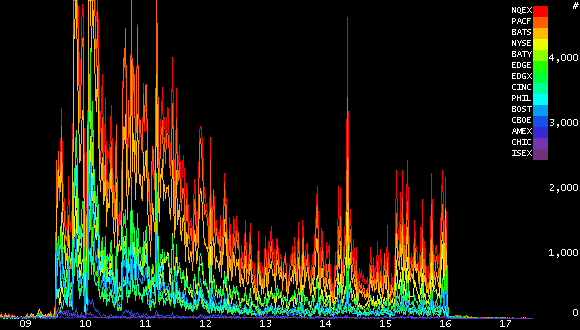 NQEX #
PACF
BATS
NYSE
BATY 4,000
EDGE
EDGX
CINC
PHIL
BOST
CBOE 3,000
AMEX
CHIC
ISEX
2,000
1,000
0
09 10 11 12 13 14 15 16 17